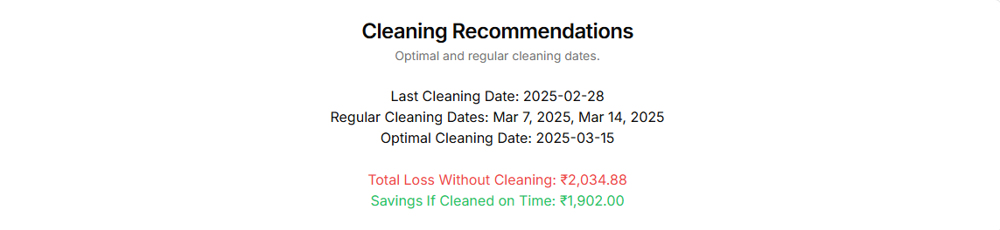 Cleaning Recommendations
Optimal and regular cleaning dates.
Last Cleaning Date: 2025-02-28
Regular Cleaning Dates: Mar 7, 2025, Mar 14, 2025
Optimal Cleaning Date: 2025-03-15
Total Loss Without Cleaning: ₹2,034.88
Savings If Cleaned on Time: ₹1,902.00